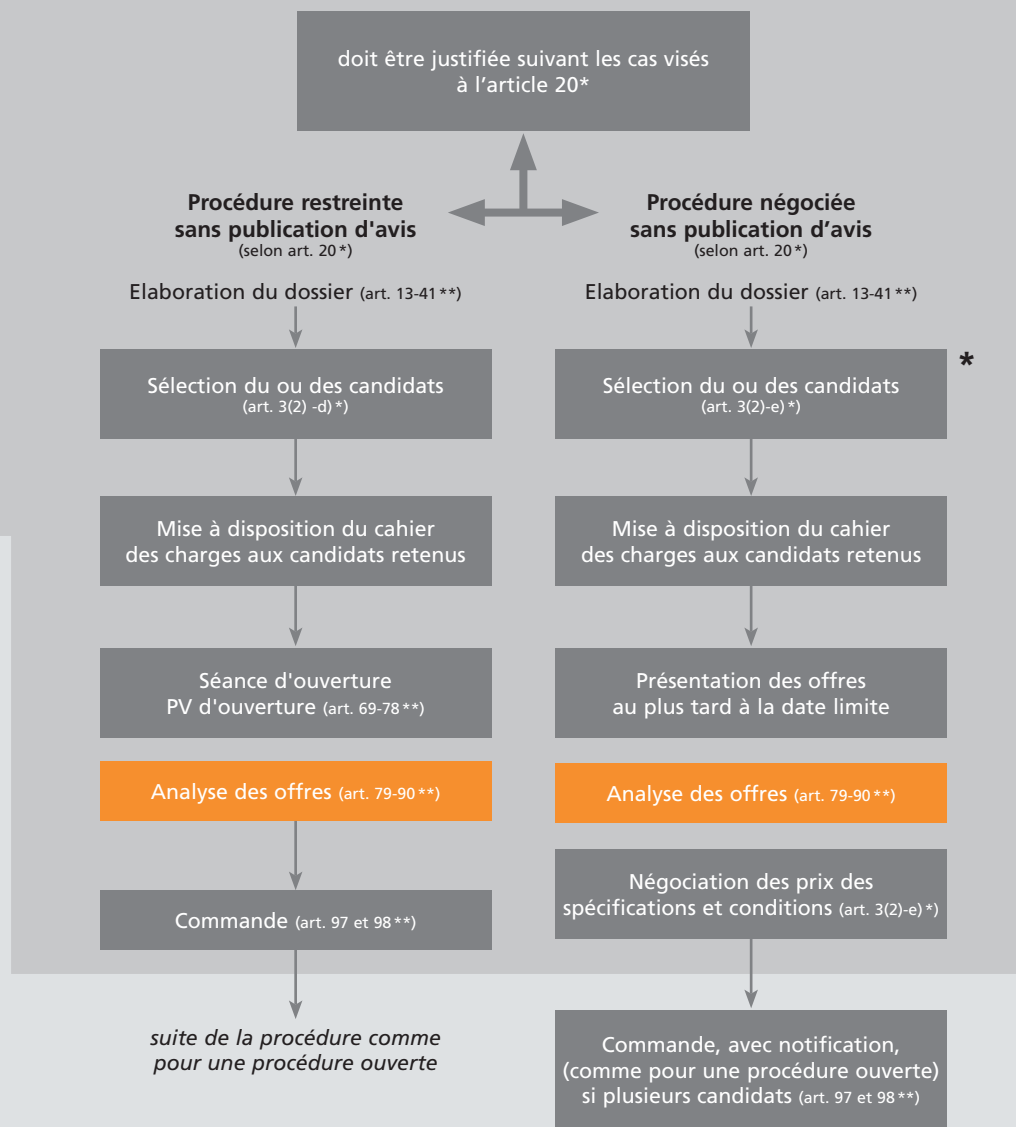 doit être justifiée suivant les cas visés
à l'article 20*
Procédure restreinte
sans publication d'avis
(selon art. 20*)
Elaboration du dossier (art. 13-41**)
Sélection du ou des candidats
(art. 3(2) -d)*)
Mise à disposition du cahier
des charges aux candidats retenus
Séance d'ouverture
PV d'ouverture (art. 69-78**)
Analyse des offres (art. 79-90**)
Commande (art. 97 et 98**)
suite de la procédure comme
pour une procédure ouverte
Procédure négociée
sans publication d’avis
(selon art. 20*)
Elaboration du dossier (art. 13-41**)
Sélection du ou des candidats
(art. 3(2)-e)*)
*
Mise à disposition du cahier
des charges aux candidats retenus
Présentation des offres
au plus tard à la date limite
Analyse des offres (art. 79-90**)
Négociation des prix des
spécifications et conditions (art. 3(2)-e)*)
Commande, avec notification,
(comme pour une procédure ouverte)
si plusieurs candidats (art. 97 et 98**)